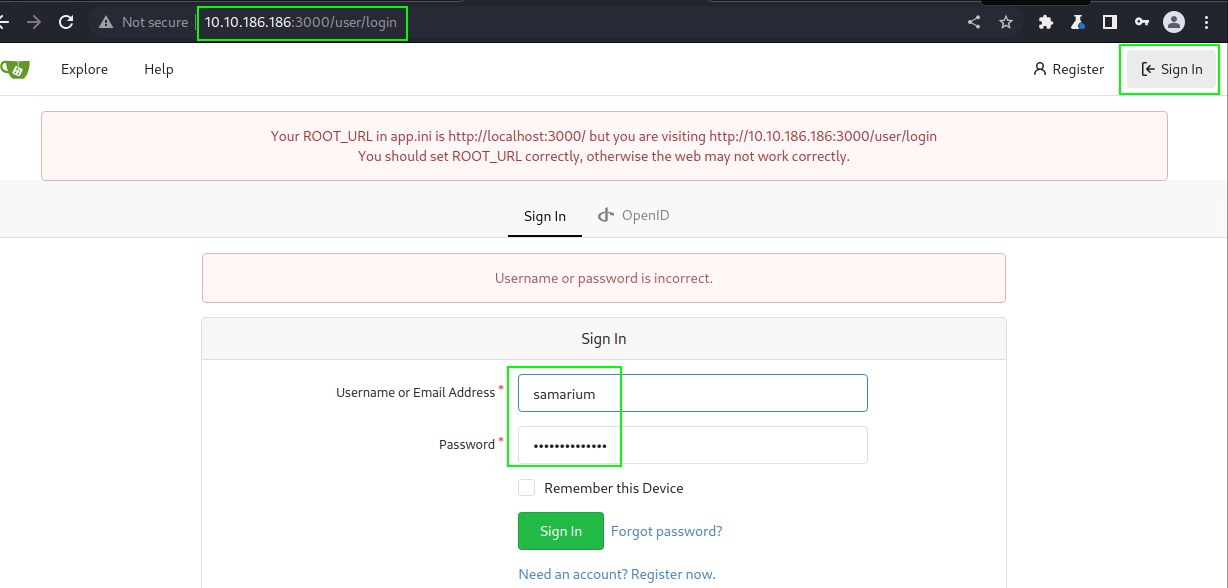 Not secure 10.10.186.186:3000/user/login
Explore Help Register Sign In
Your ROOT_URL in app.ini is http://localhost:3000/ but you are visiting http://10.10.186.186:3000/user/login
You should set ROOT_URL correctly, otherwise the web may not work correctly.
Sign In OpenID
Username or password is incorrect.
Sign In
Username or Email Address * samarium
Password * ••••••••••••••
Remember this Device
Sign In Forgot password?
Need an account? Register now.